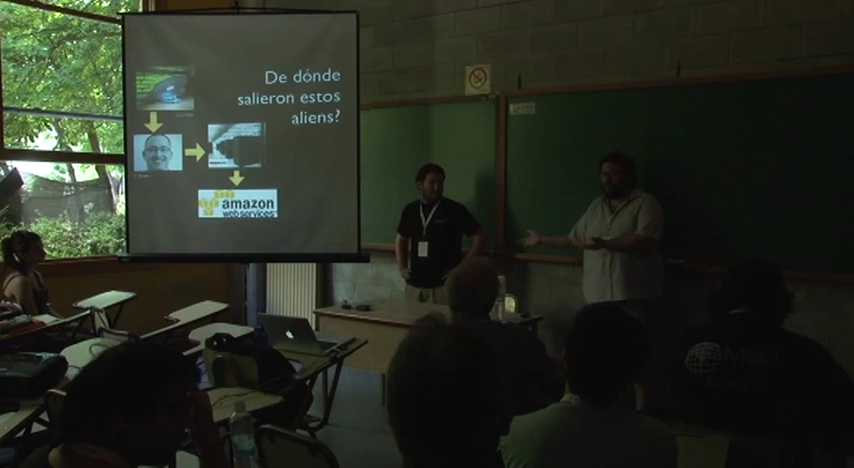 De dónde
salieron estos
aliens?
amazon
webservices